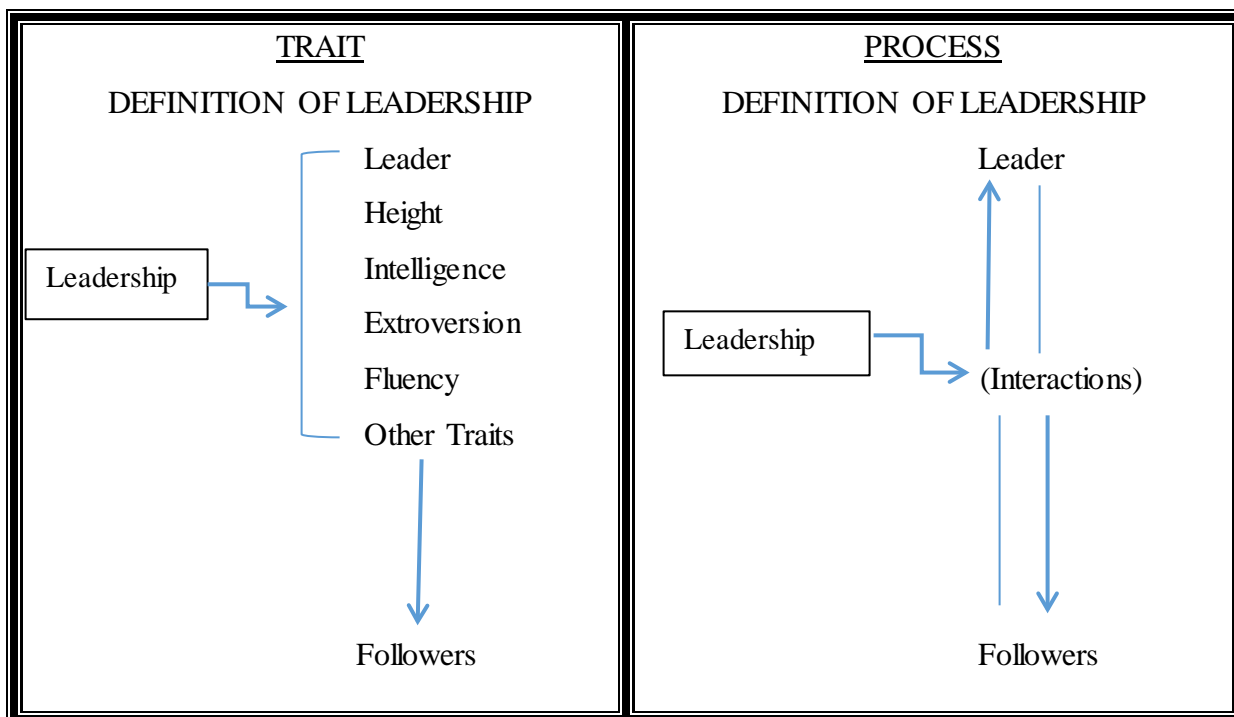 TRAIT
DEFINITION OF LEADERSHIP
Leader
Height
Leadership
Intelligence
Extroversion
Fluency
Other Traits
Followers
PROCESS
DEFINITION OF LEADERSHIP
Leader
Leadership
(Interactions)
Followers